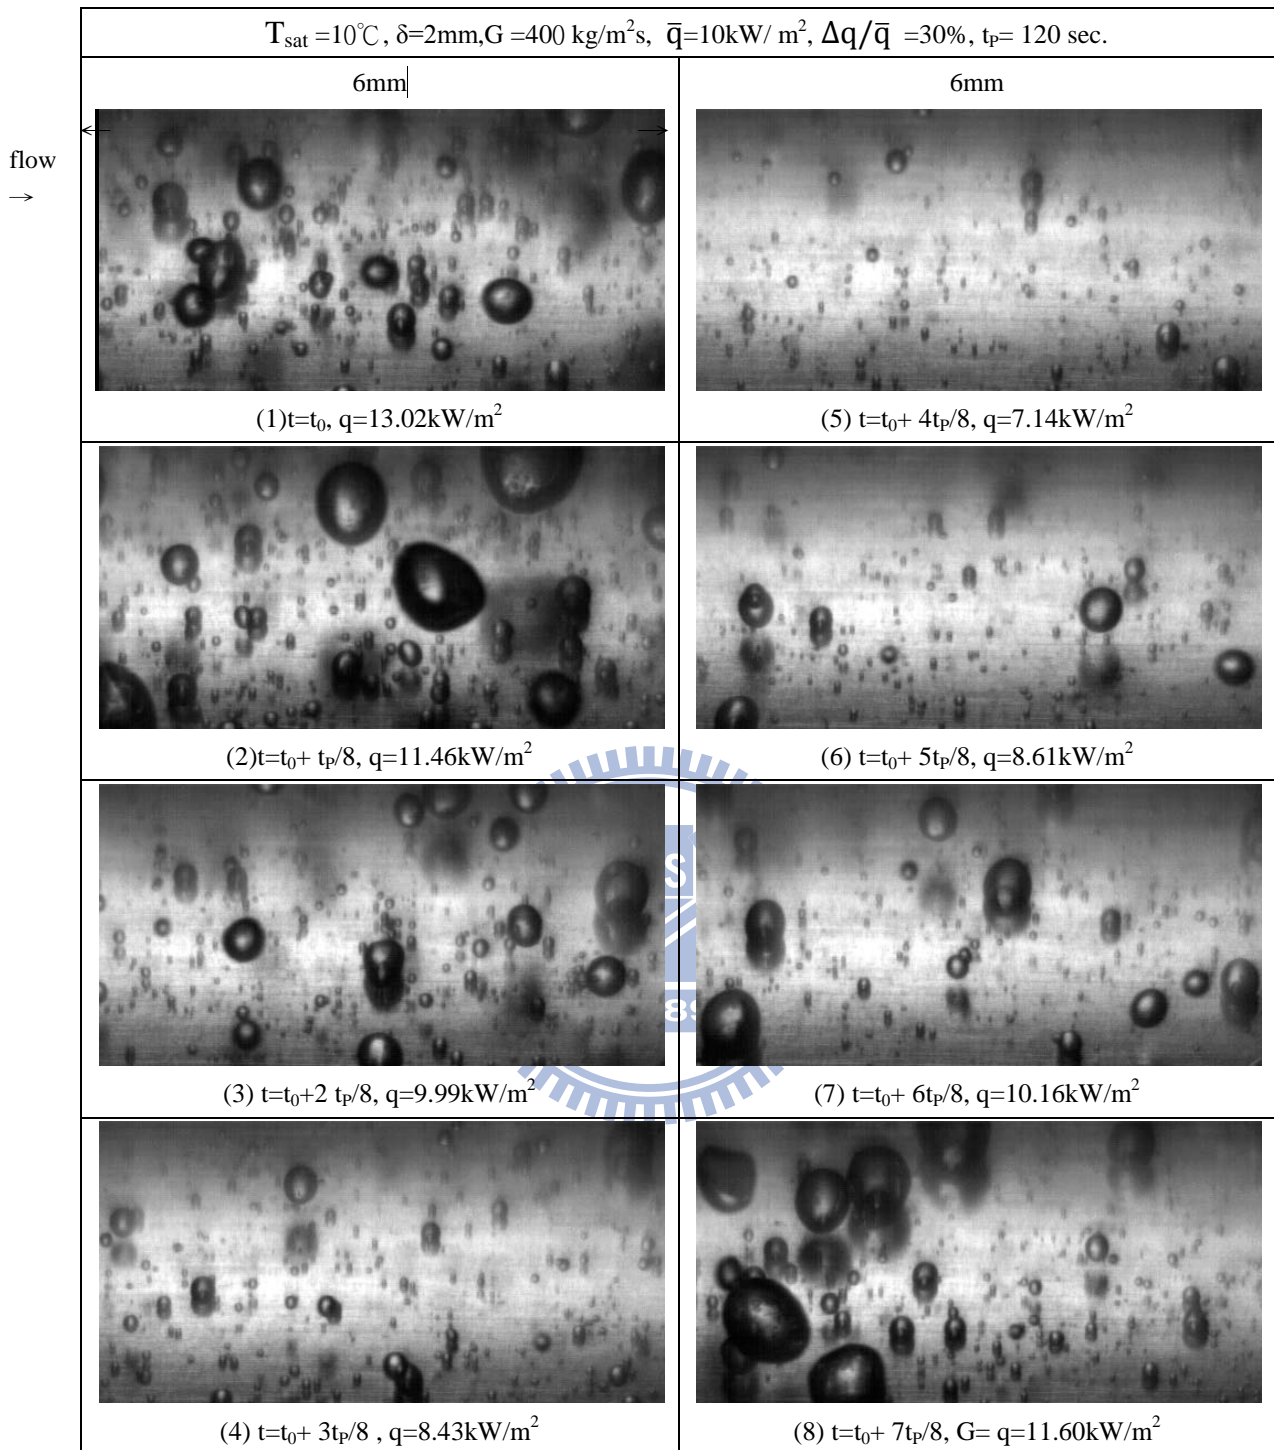 Tsat =10℃, δ=2mm,G =400 kg/m²s, q̅=10kW/ m², Δq/q̅ =30%, tP= 120 sec.
6mm
6mm
flow
→
(1)t=t0, q=13.02kW/m²
(5) t=t0+ 4tP/8, q=7.14kW/m²
(2)t=t0+ tP/8, q=11.46kW/m²
(6) t=t0+ 5tP/8, q=8.61kW/m²
(3) t=t0+2 tP/8, q=9.99kW/m²
(7) t=t0+ 6tP/8, q=10.16kW/m²
(4) t=t0+ 3tP/8 , q=8.43kW/m²
(8) t=t0+ 7tP/8, G= q=11.60kW/m²